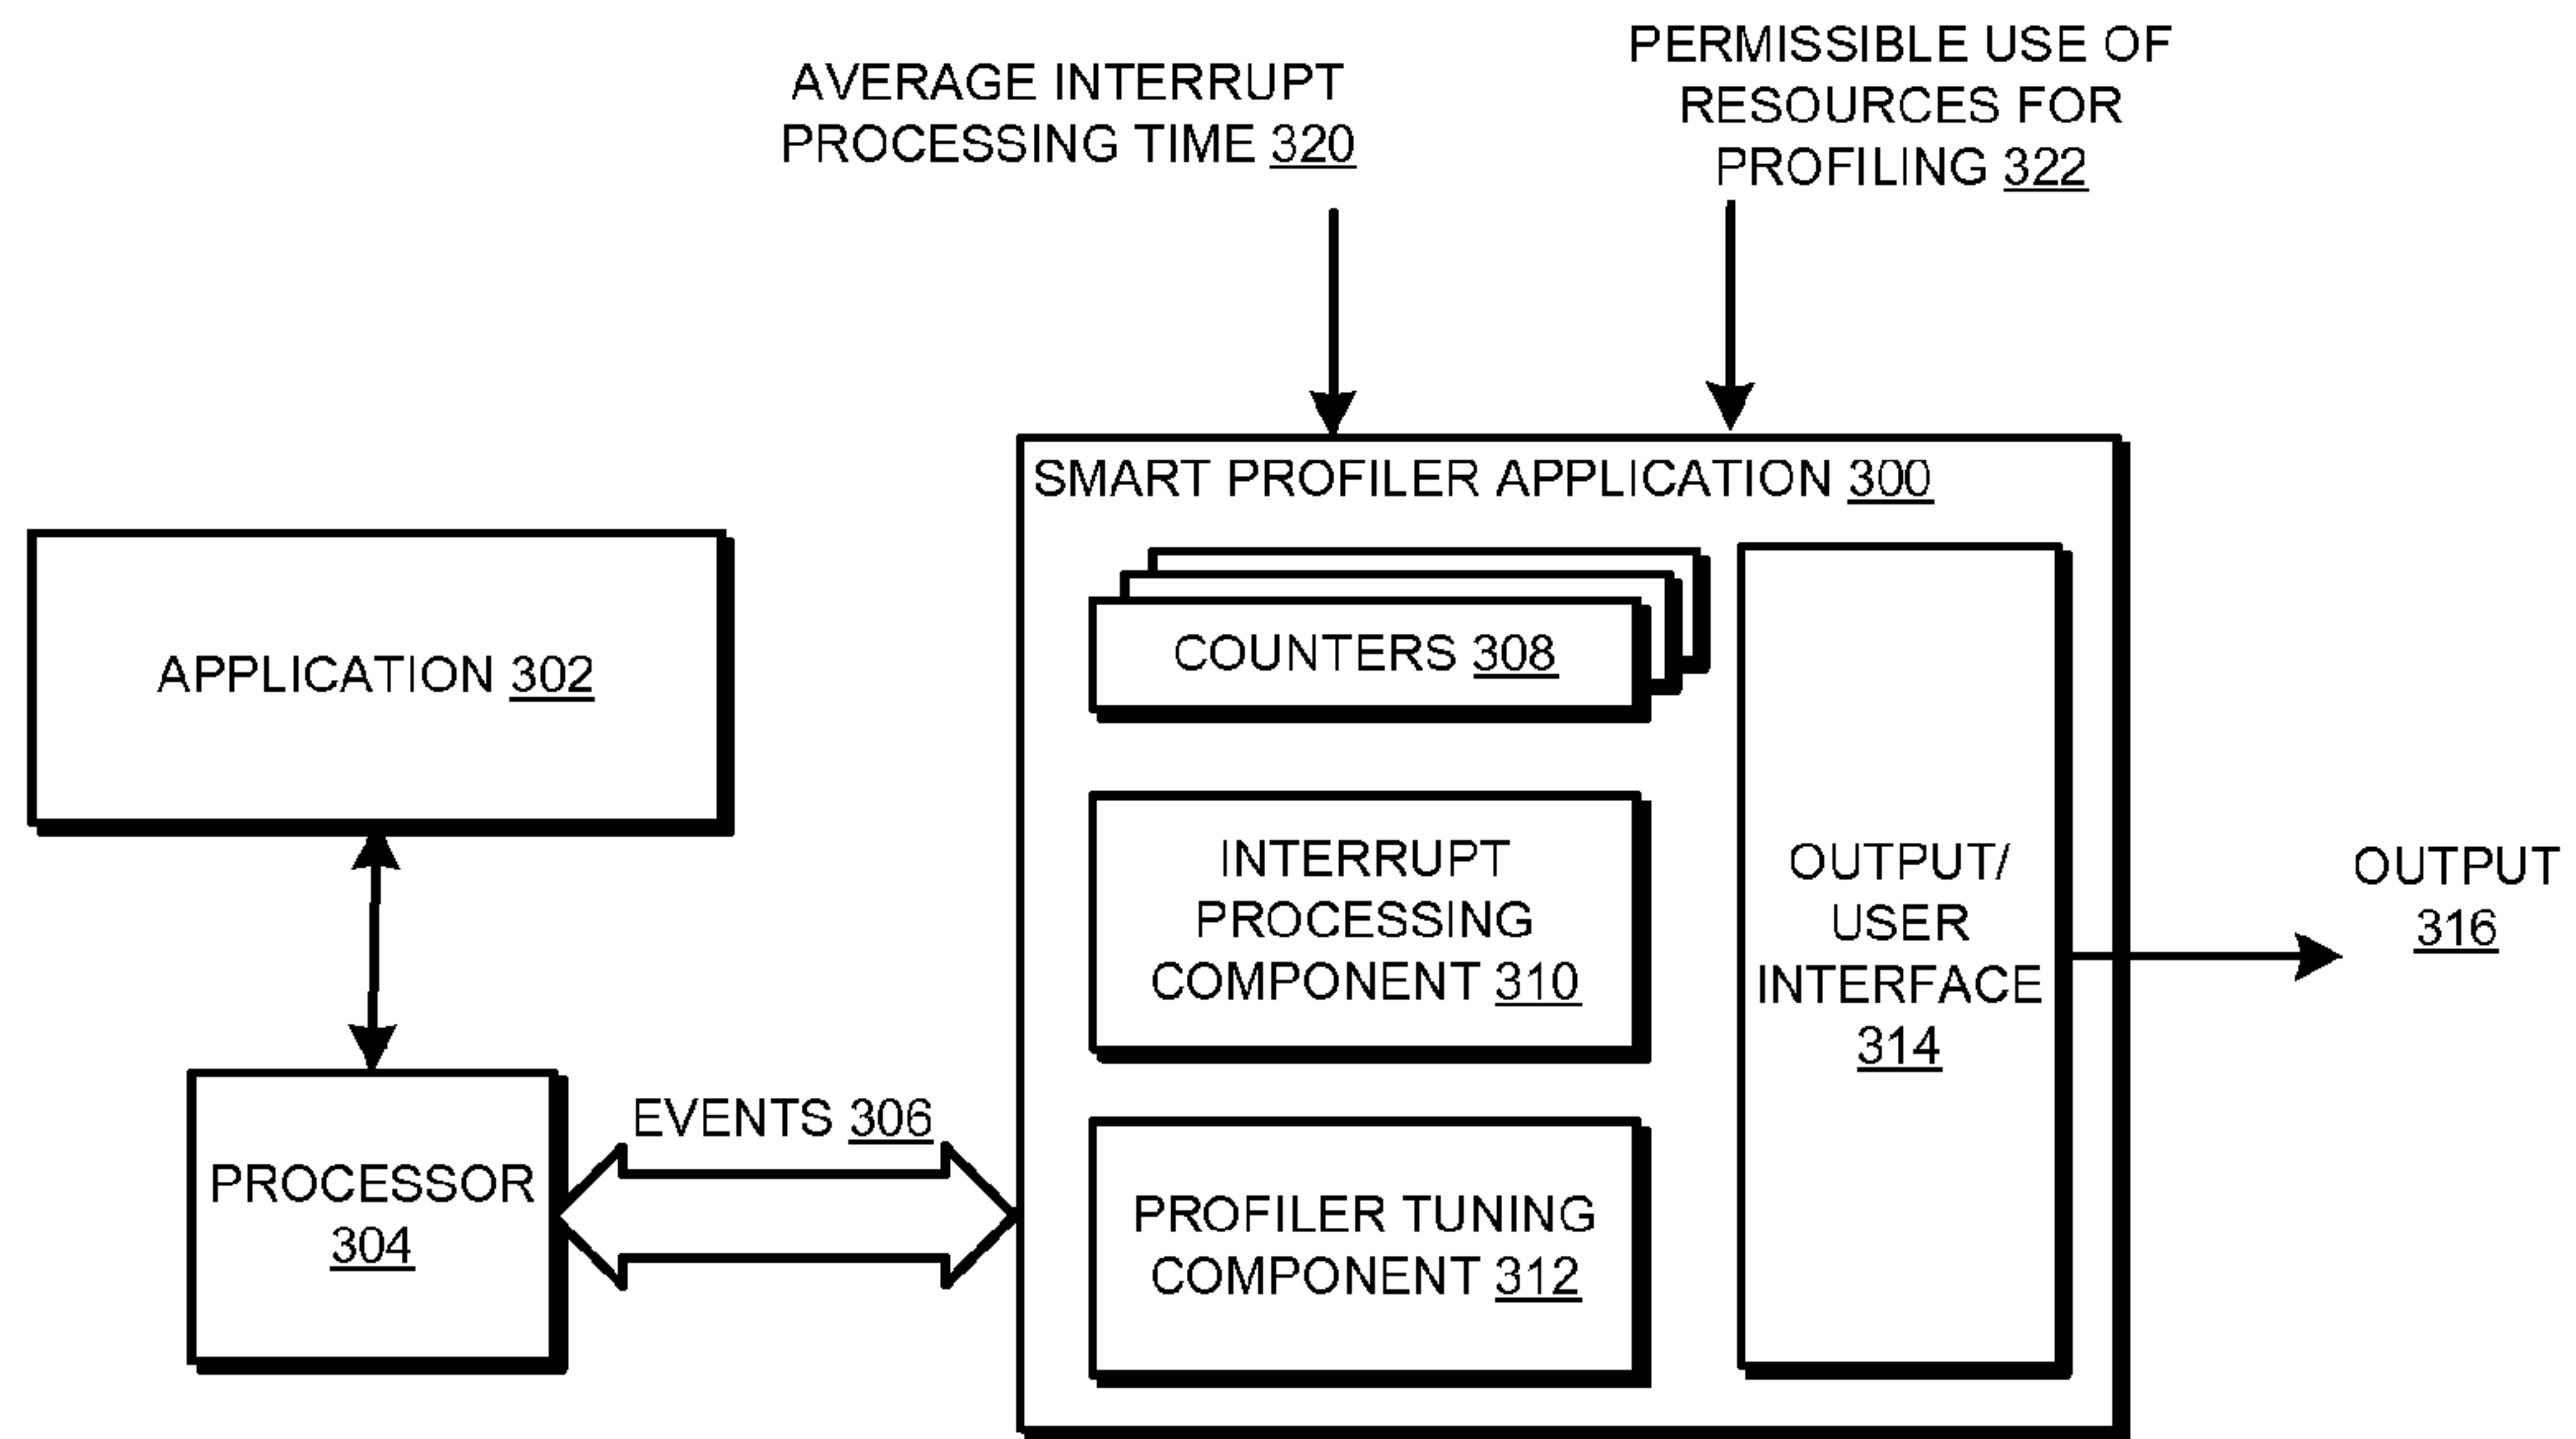 AVERAGE INTERRUPT
PROCESSING TIME 320
PERMISSIBLE USE OF
RESOURCES FOR
PROFILING 322
SMART PROFILER APPLICATION 300
APPLICATION 302
COUNTERS 308
INTERRUPT
PROCESSING
COMPONENT 310
OUTPUT/
USER
INTERFACE
314
OUTPUT
316
EVENTS 306
PROCESSOR
304
PROFILER TUNING
COMPONENT 312